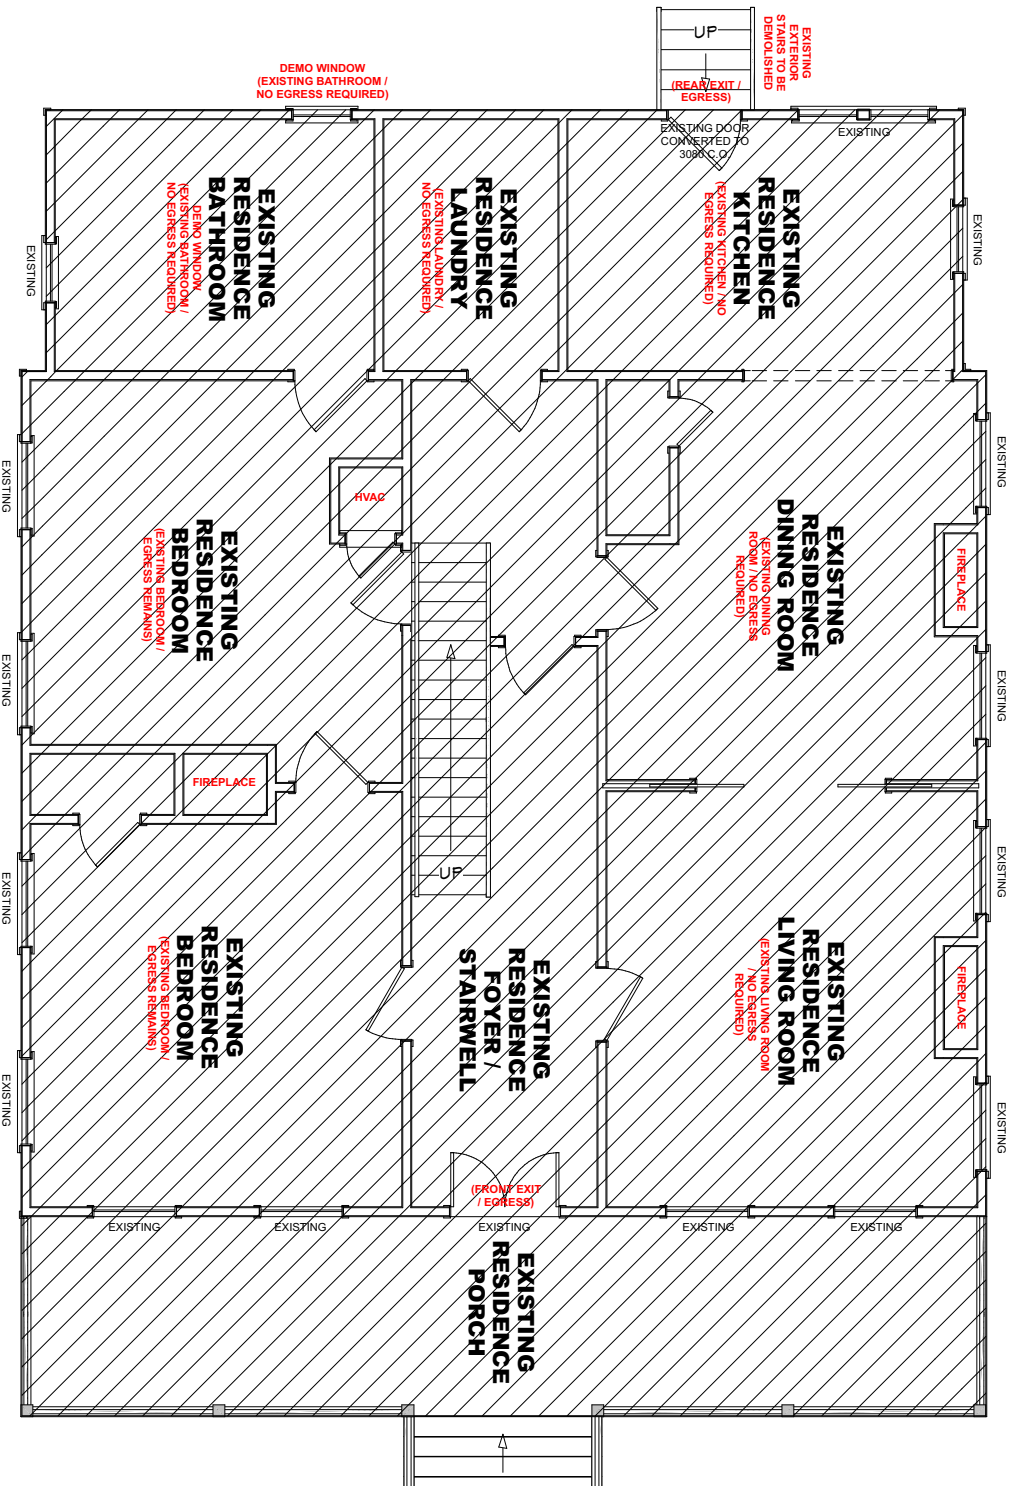 UP
EXISTING
EXTERIOR
STAIRS TO BE
DEMOLISHED
DEMO WINDOW
(EXISTING BATHROOM /
NO EGRESS REQUIRED)
(REAR EXIT /
EGRESS)
EXISTING DOOR
CONVERTED TO
3080 C.O.
EXISTING
EXISTING
RESIDENCE
BATHROOM
DEMO WINDOW
(EXISTING BATHROOM /
NO EGRESS REQUIRED)
EXISTING
RESIDENCE
LAUNDRY
(EXISTING LAUNDRY /
NO EGRESS REQUIRED)
EXISTING
RESIDENCE
KITCHEN
(EXISTING KITCHEN / NO
EGRESS REQUIRED)
EXISTING
EXISTING
EXISTING
EXISTING
HVAC
EXISTING
RESIDENCE
BEDROOM
(EXISTING BEDROOM /
EGRESS REMAINS)
EXISTING
RESIDENCE
DINING ROOM
(EXISTING DINING
ROOM / NO EGRESS
REQUIRED)
FIREPLACE
EXISTING
EXISTING
FIREPLACE
UP
EXISTING
EXISTING
EXISTING
RESIDENCE
BEDROOM
(EXISTING BEDROOM /
EGRESS REMAINS)
EXISTING
RESIDENCE
FOYER /
STAIRWELL
EXISTING
RESIDENCE
LIVING ROOM
(EXISTING LIVING ROOM
/ NO EGRESS
REQUIRED)
FIREPLACE
EXISTING
EXISTING
(FRONT EXIT
/ EGRESS)
EXISTING
EXISTING
EXISTING
EXISTING
EXISTING
EXISTING
RESIDENCE
PORCH